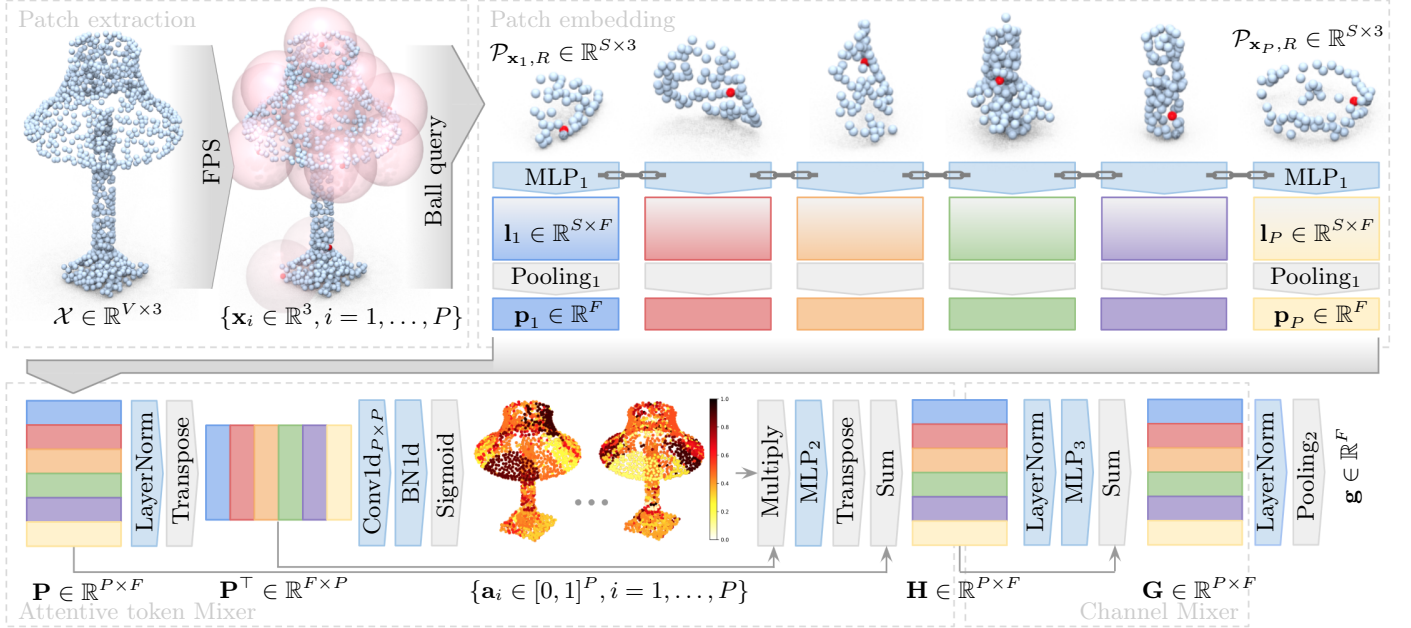 Patch extraction
FPS
Ball query
𝒳 ∈ ℝ^{V×3}
{𝐱_i ∈ ℝ^3, i = 1, . . . , P}
Patch embedding
𝒫_{𝐱_1,R} ∈ ℝ^{S×3}
𝒫_{𝐱_P,R} ∈ ℝ^{S×3}
MLP_1
MLP_1
𝐥_1 ∈ ℝ^{S×F}
𝐥_P ∈ ℝ^{S×F}
Pooling_1
Pooling_1
𝐩_1 ∈ ℝ^F
𝐩_P ∈ ℝ^F
LayerNorm
Transpose
Conv1d_{P×P}
BN1d
Sigmoid
1.0
0.8
0.6
0.4
0.2
0.0
Multiply
MLP_2
Transpose
Sum
LayerNorm
MLP_3
Sum
LayerNorm
Pooling_2
𝐠 ∈ ℝ^F
𝐏 ∈ ℝ^{P×F}
𝐏^⊤ ∈ ℝ^{F×P}
{𝐚_i ∈ [0, 1]^P, i = 1, . . . , P}
𝐇 ∈ ℝ^{P×F}
𝐆 ∈ ℝ^{P×F}
Attentive token Mixer
Channel Mixer